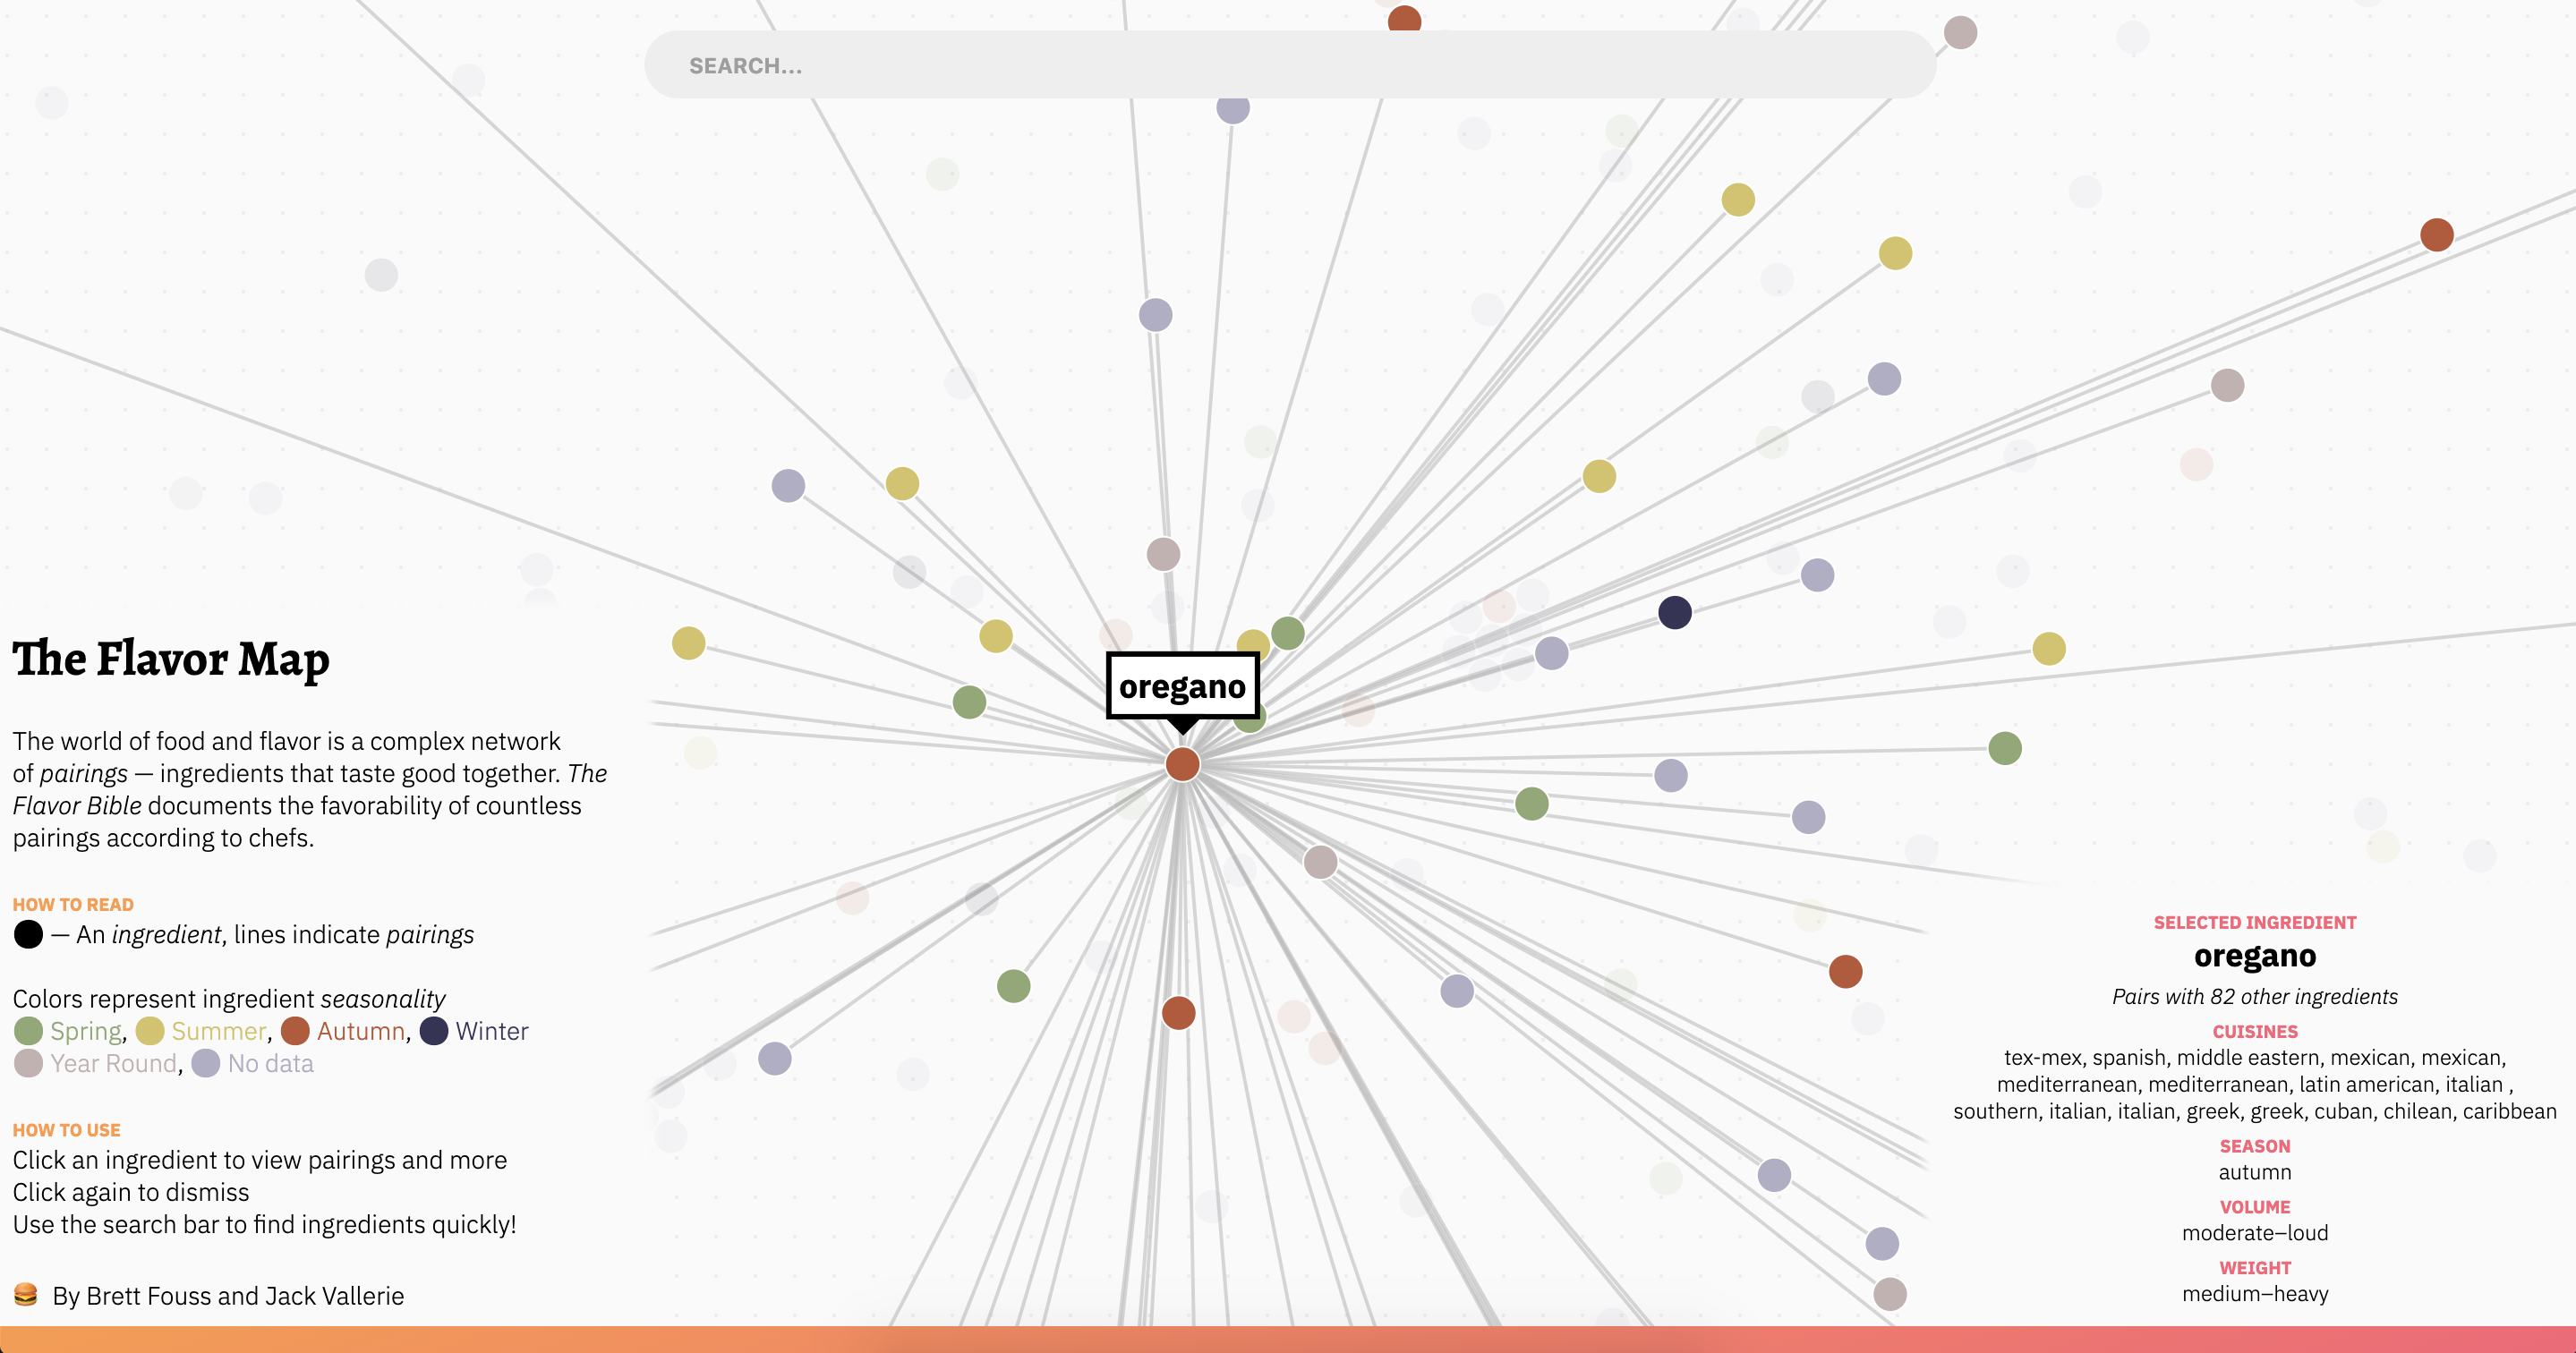 SEARCH...
oregano
The Flavor Map
The world of food and flavor is a complex network
of pairings — ingredients that taste good together. The
Flavor Bible documents the favorability of countless
pairings according to chefs.
HOW TO READ
— An ingredient, lines indicate pairings
Colors represent ingredient seasonality
Spring, Summer, Autumn, Winter
Year Round, No data
HOW TO USE
Click an ingredient to view pairings and more
Click again to dismiss
Use the search bar to find ingredients quickly!
🍔 By Brett Fouss and Jack Vallerie
SELECTED INGREDIENT
oregano
Pairs with 82 other ingredients
CUISINES
tex-mex, spanish, middle eastern, mexican, mexican,
mediterranean, mediterranean, latin american, italian ,
southern, italian, italian, greek, greek, cuban, chilean, caribbean
SEASON
autumn
VOLUME
moderate–loud
WEIGHT
medium–heavy